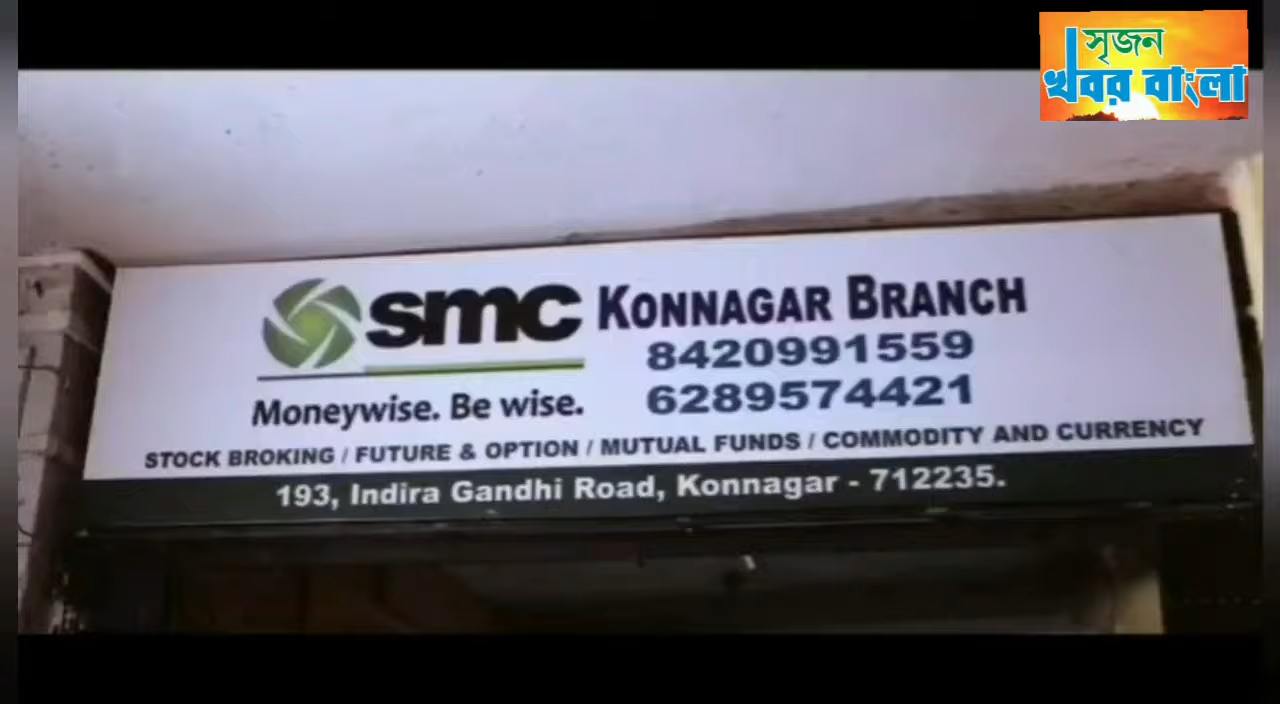 সৃজন
খবর বাংলা
smc KONNAGAR BRANCH
8420991559
Moneywise. Be wise. 6289574421
STOCK BROKING / FUTURE & OPTION / MUTUAL FUNDS / COMMODITY AND CURRENCY
193, Indira Gandhi Road, Konnagar - 712235.